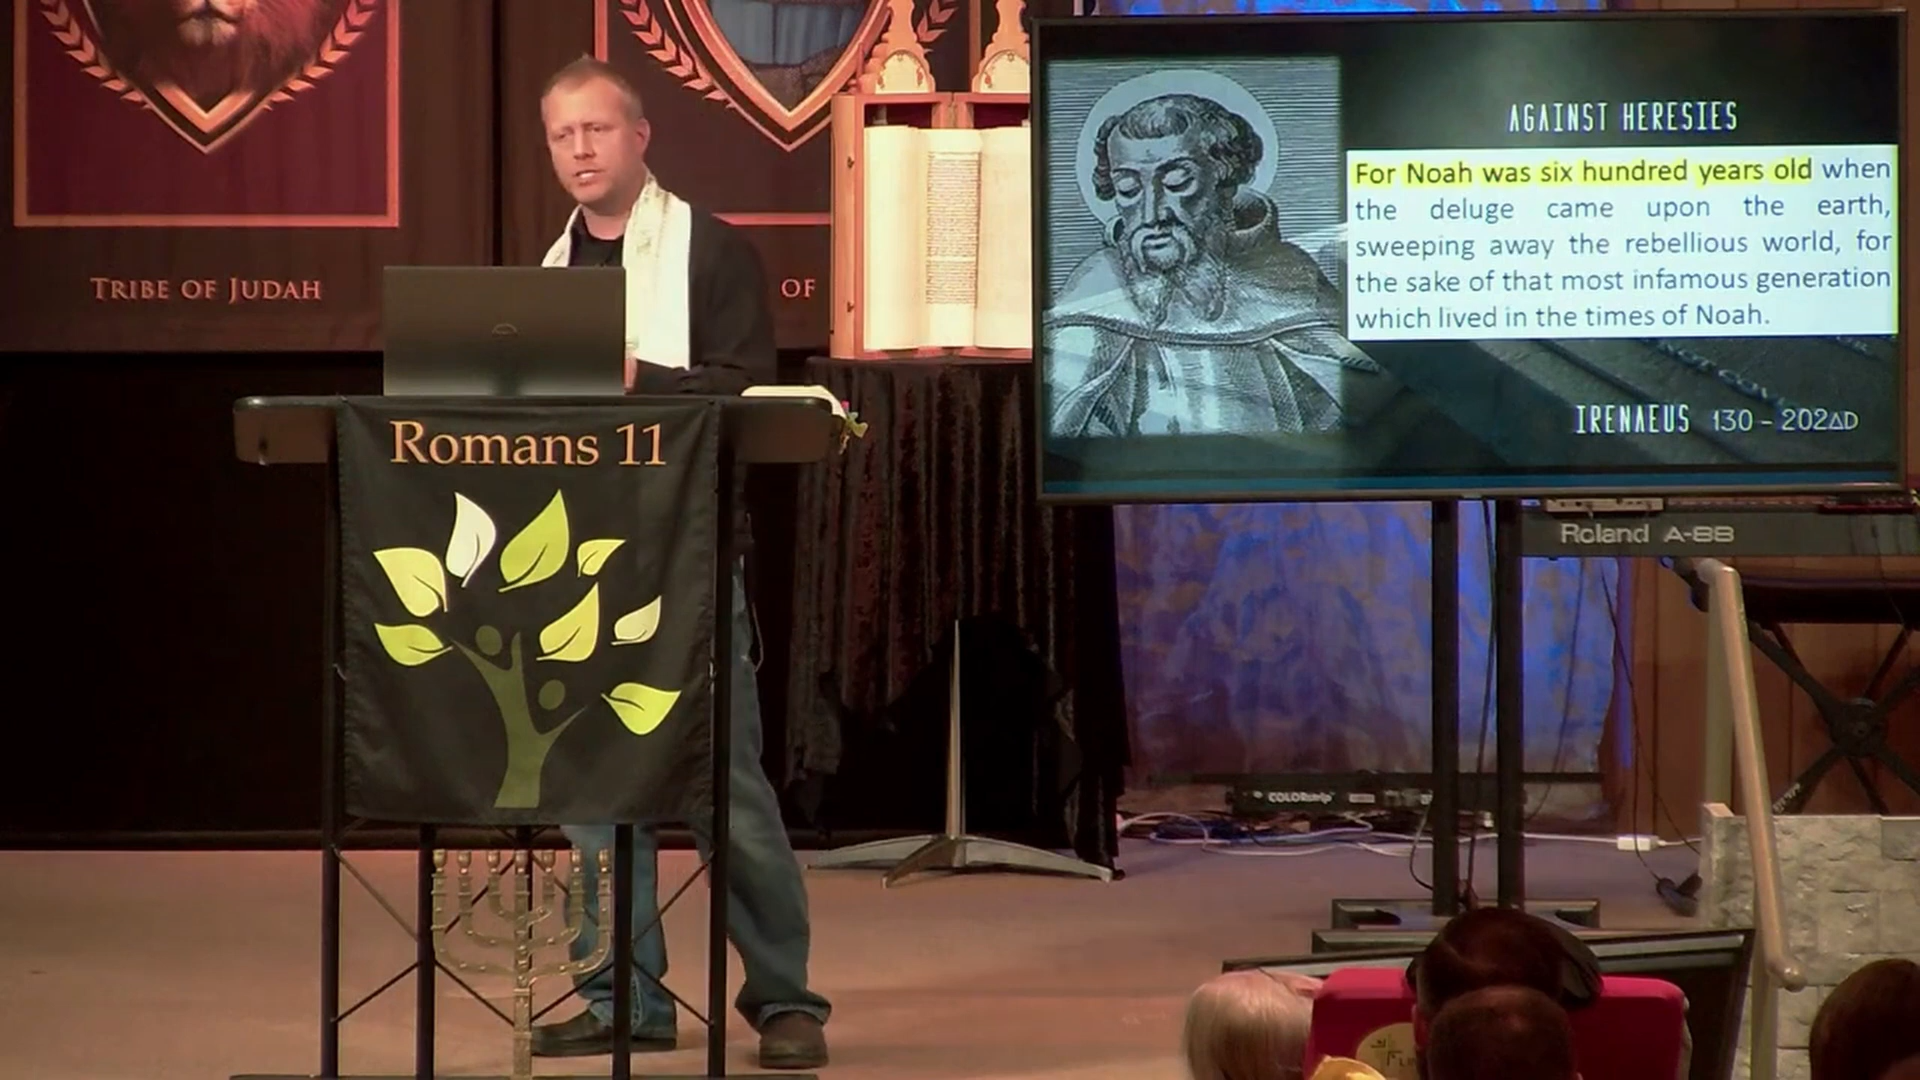 TRIBE OF JUDAH
OF
AGAINST HERESIES
For Noah was six hundred years old when
the deluge came upon the earth,
sweeping away the rebellious world, for
the sake of that most infamous generation
which lived in the times of Noah.
IRENAEUS 130 – 202AD
Romans 11
Roland A-88
COLORstrip